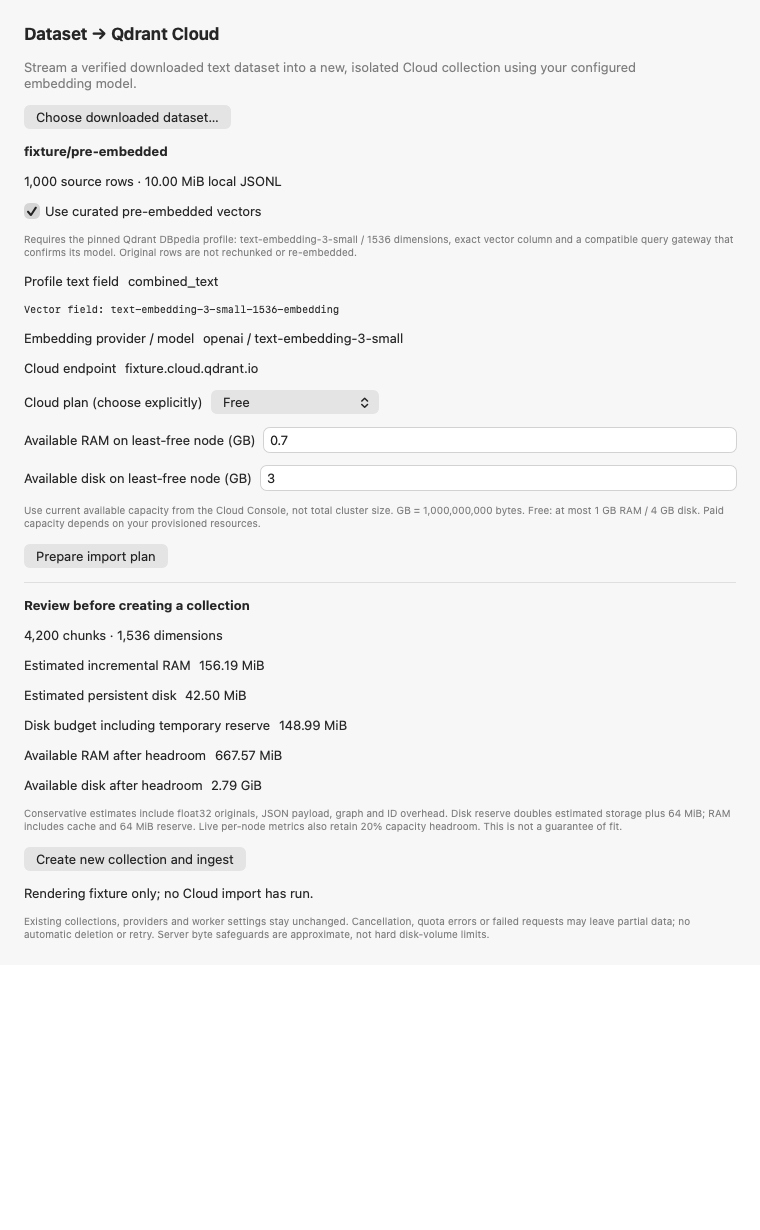 Dataset → Qdrant Cloud
Stream a verified downloaded text dataset into a new, isolated Cloud collection using your configured
embedding model.
Choose downloaded dataset...
fixture/pre-embedded
1,000 source rows · 10.00 MiB local JSONL
Use curated pre-embedded vectors
Requires the pinned Qdrant DBpedia profile: text-embedding-3-small / 1536 dimensions, exact vector column and a compatible query gateway that
confirms its model. Original rows are not rechunked or re-embedded.
Profile text field combined_text
Vector field: text-embedding-3-small-1536-embedding
Embedding provider / model openai / text-embedding-3-small
Cloud endpoint fixture.cloud.qdrant.io
Cloud plan (choose explicitly) Free
Available RAM on least-free node (GB) 0.7
Available disk on least-free node (GB) 3
Use current available capacity from the Cloud Console, not total cluster size. GB = 1,000,000,000 bytes. Free: at most 1 GB RAM / 4 GB disk. Paid
capacity depends on your provisioned resources.
Prepare import plan
Review before creating a collection
4,200 chunks · 1,536 dimensions
Estimated incremental RAM 156.19 MiB
Estimated persistent disk 42.50 MiB
Disk budget including temporary reserve 148.99 MiB
Available RAM after headroom 667.57 MiB
Available disk after headroom 2.79 GiB
Conservative estimates include float32 originals, JSON payload, graph and ID overhead. Disk reserve doubles estimated storage plus 64 MiB; RAM
includes cache and 64 MiB reserve. Live per-node metrics also retain 20% capacity headroom. This is not a guarantee of fit.
Create new collection and ingest
Rendering fixture only; no Cloud import has run.
Existing collections, providers and worker settings stay unchanged. Cancellation, quota errors or failed requests may leave partial data; no
automatic deletion or retry. Server byte safeguards are approximate, not hard disk-volume limits.